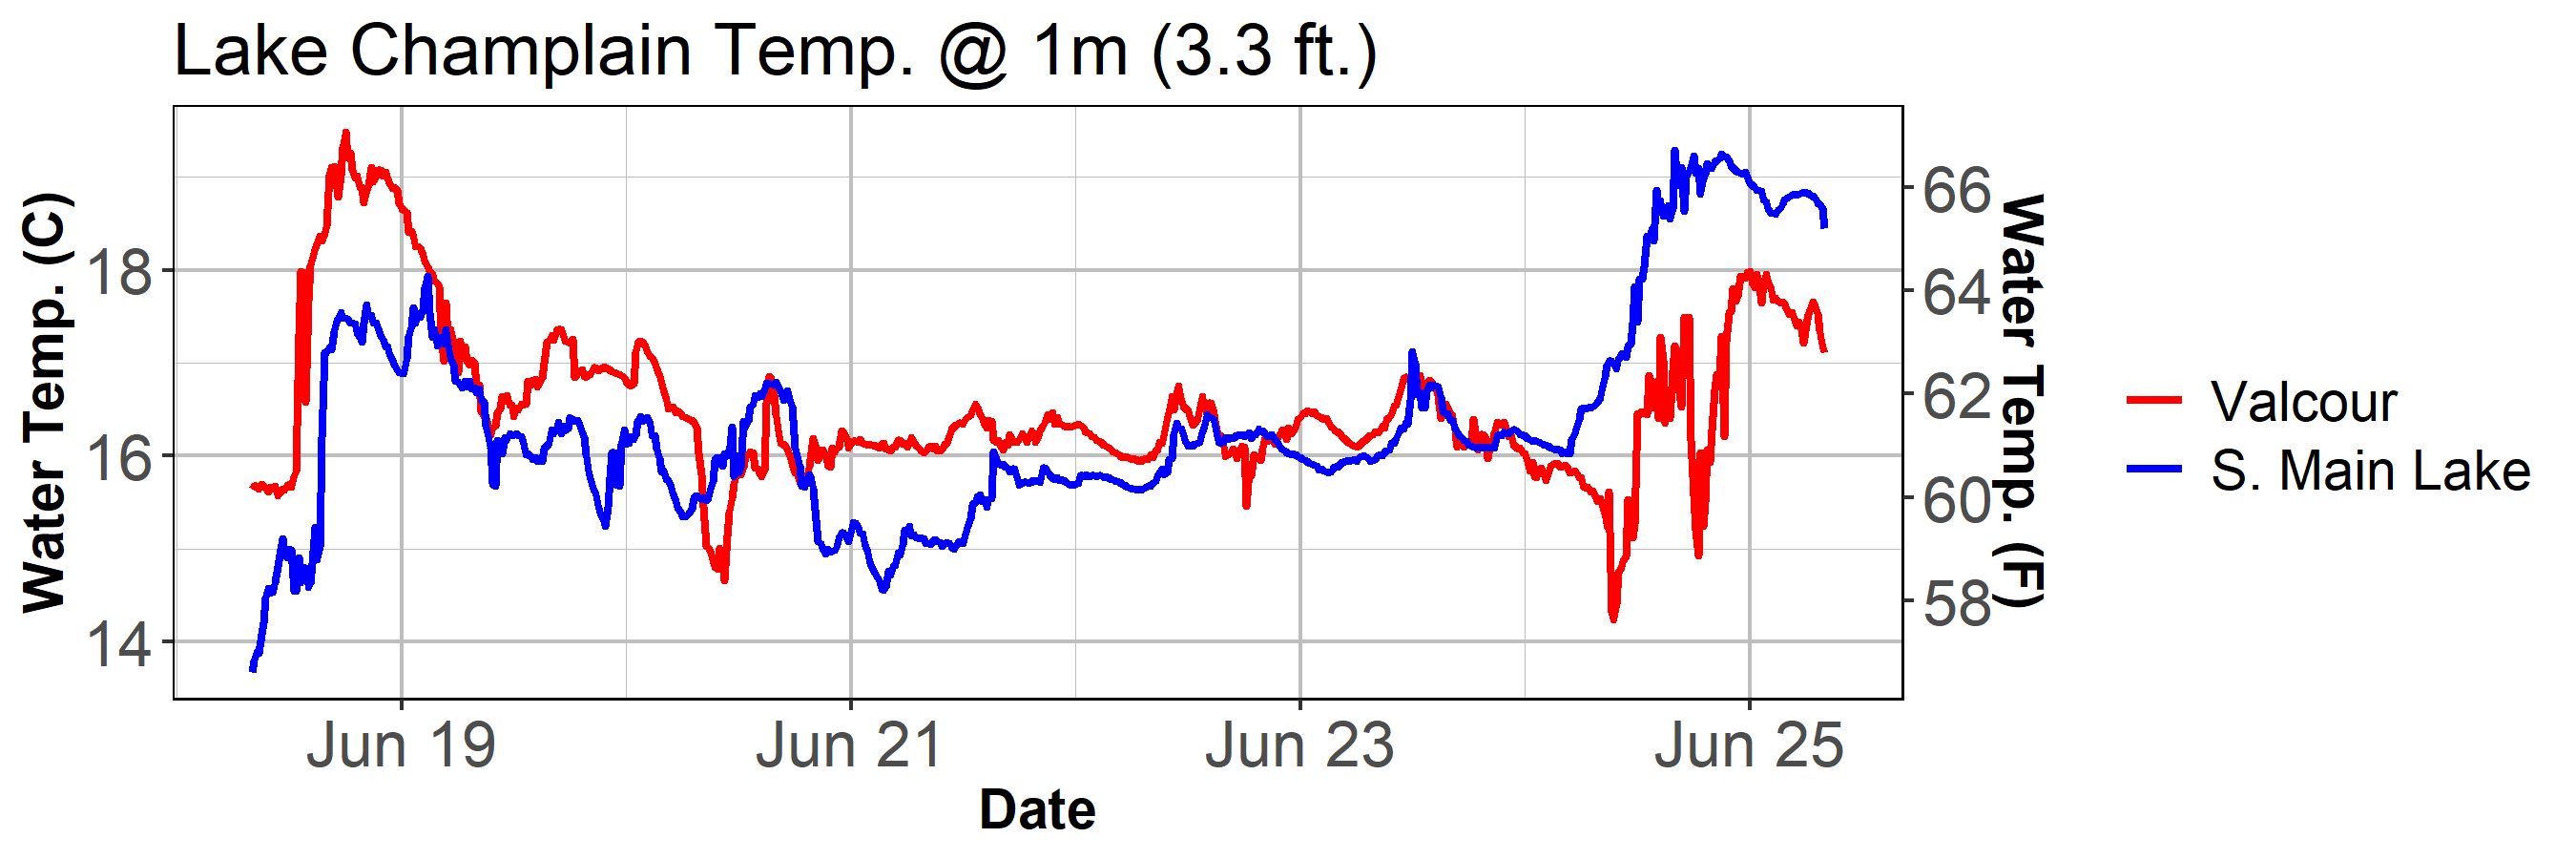 Lake Champlain Temp. @ 1m (3.3 ft.)
Water Temp. (C)
18
16
14
66
64
62
60
58
Water Temp. (F)
Jun 19
Jun 21
Jun 23
Jun 25
Date
Valcour
S. Main Lake